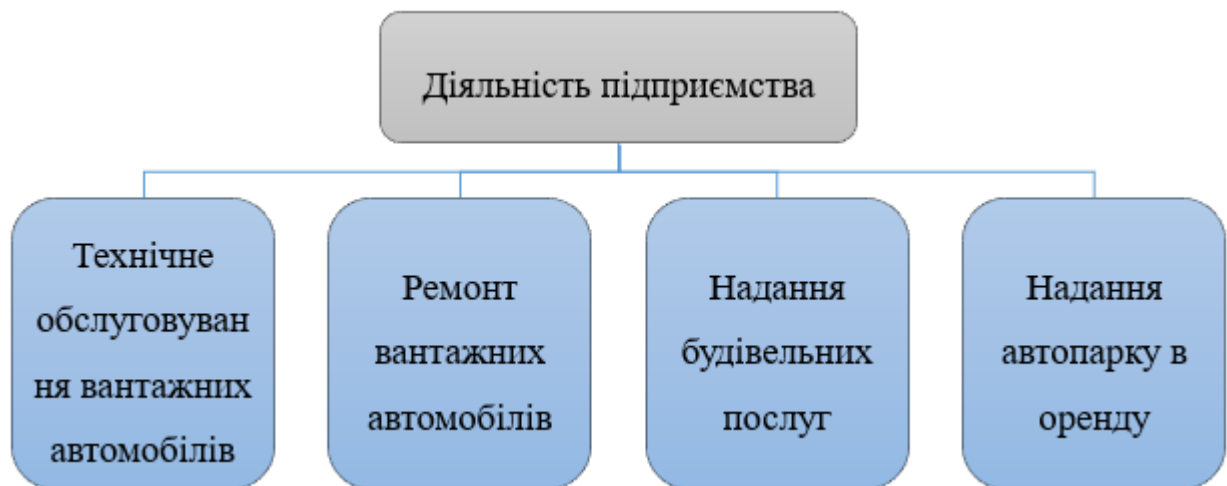 Діяльність підприємства
Технічне
обслуговуван
ня вантажних
автомобілів
Ремонт
вантажних
автомобілів
Надання
будівельних
послуг
Надання
автопарку в
оренду